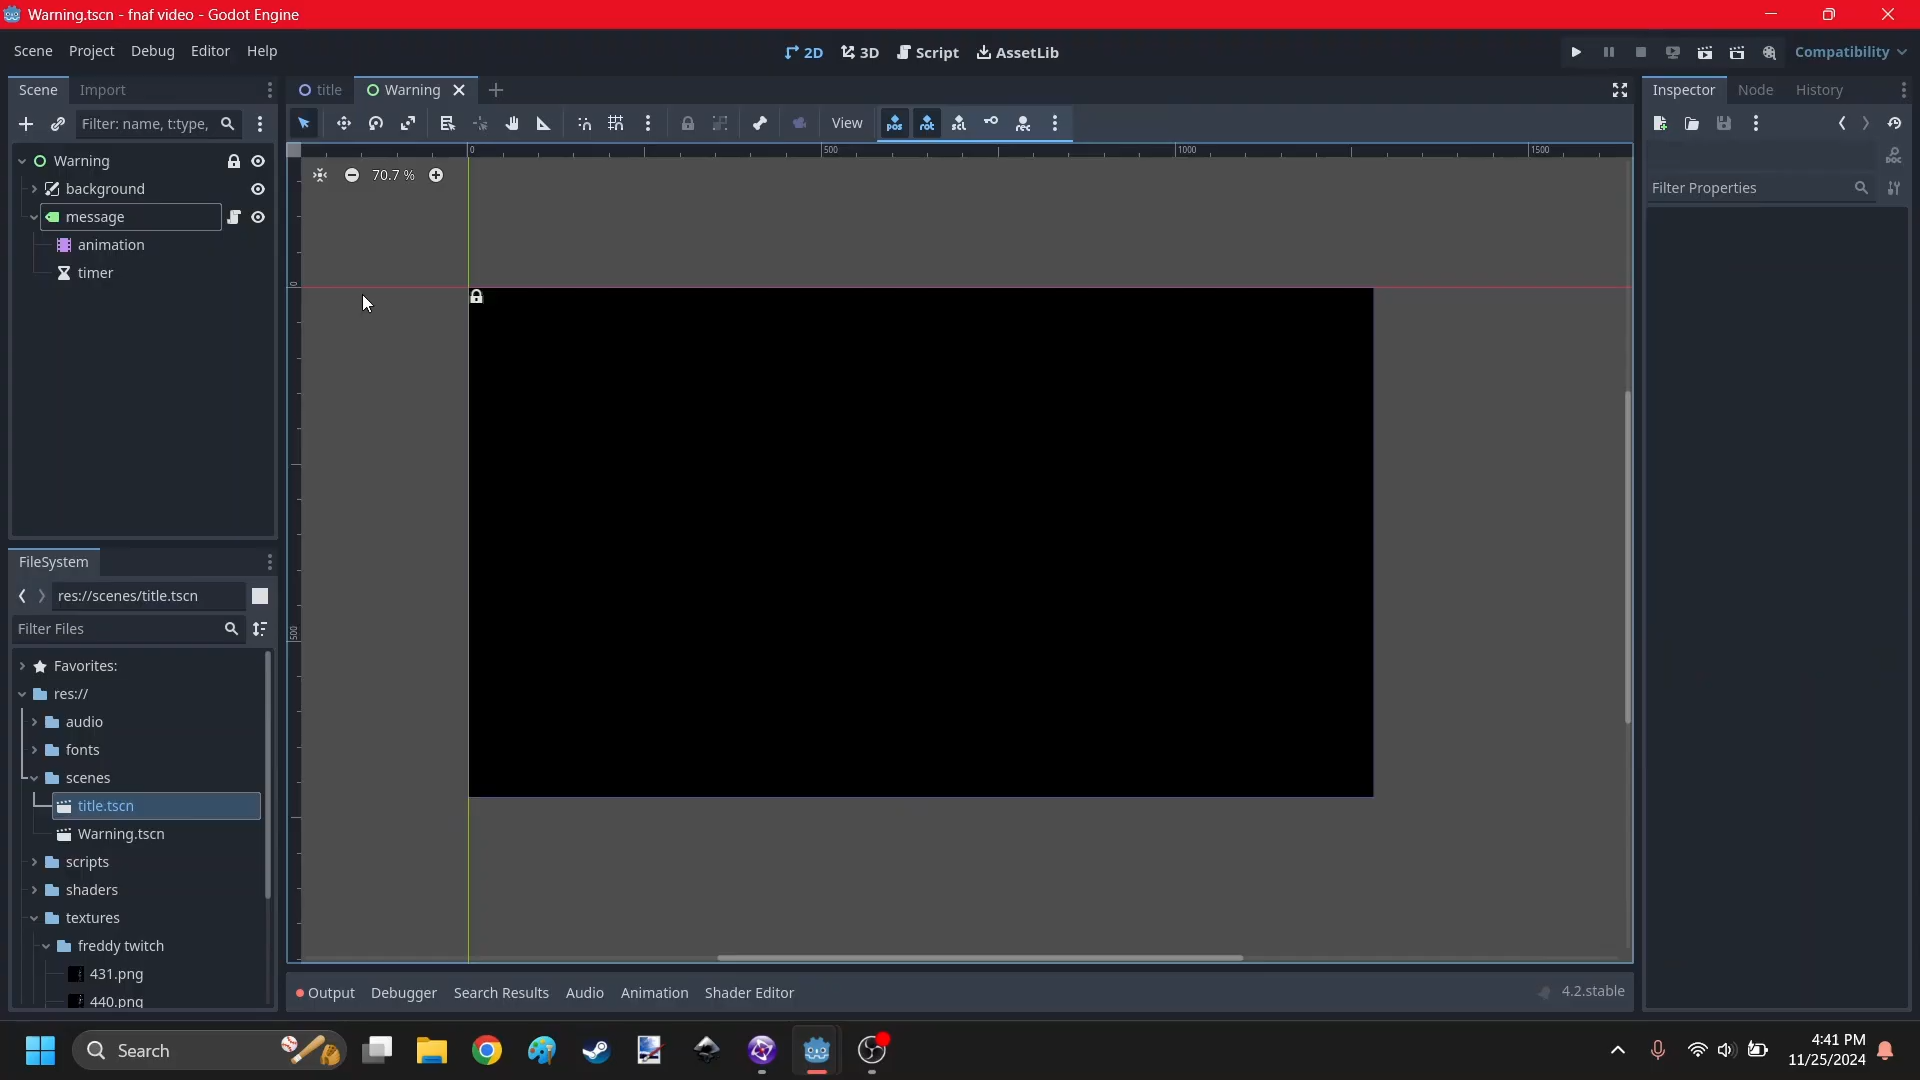 Warning.tscn - fnaf video - Godot Engine
Scene Project Debug Editor Help
2D 3D Script AssetLib
Compatibility
Scene Import
title Warning
Inspector Node History
Filter: name, t:type,
View
Warning
background
message
animation
timer
0 500 1000 1500
70.7 %
0
500
Filter Properties
FileSystem
res://scenes/title.tscn
Filter Files
Favorites:
res://
audio
fonts
scenes
title.tscn
Warning.tscn
scripts
shaders
textures
freddy twitch
431.png
440.png
Output Debugger Search Results Audio Animation Shader Editor
4.2.stable
Search
4:41 PM
11/25/2024